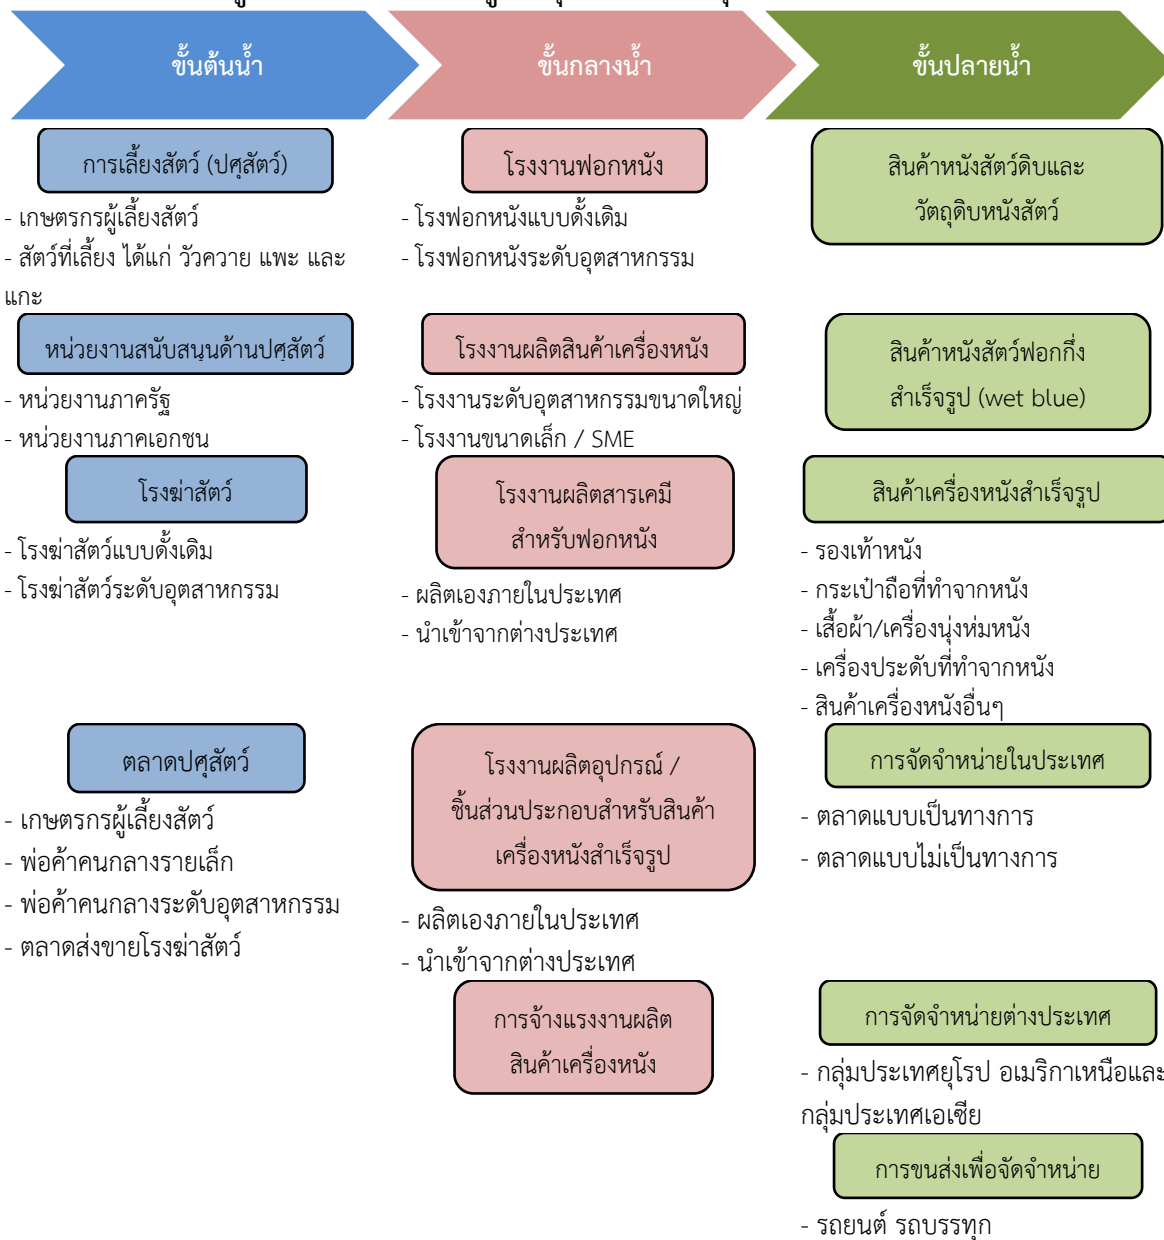 ขั้นต้นน้ำ
ขั้นกลางน้ำ
ขั้นปลายน้ำ
การเลี้ยงสัตว์ (ปศุสัตว์)
- เกษตรกรผู้เลี้ยงสัตว์
- สัตว์ที่เลี้ยง ได้แก่ วัวควาย แพะ และ
แกะ
หน่วยงานสนับสนุนด้านปศุสัตว์
- หน่วยงานภาครัฐ
- หน่วยงานภาคเอกชน
โรงฆ่าสัตว์
- โรงฆ่าสัตว์แบบดั้งเดิม
- โรงฆ่าสัตว์ระดับอุตสาหกรรม
ตลาดปศุสัตว์
- เกษตรกรผู้เลี้ยงสัตว์
- พ่อค้าคนกลางรายเล็ก
- พ่อค้าคนกลางระดับอุตสาหกรรม
- ตลาดส่งขายโรงฆ่าสัตว์
โรงงานฟอกหนัง
- โรงฟอกหนังแบบดั้งเดิม
- โรงฟอกหนังระดับอุตสาหกรรม
โรงงานผลิตสินค้าเครื่องหนัง
- โรงงานระดับอุตสาหกรรมขนาดใหญ่
- โรงงานขนาดเล็ก / SME
โรงงานผลิตสารเคมี
สำหรับฟอกหนัง
- ผลิตเองภายในประเทศ
- นำเข้าจากต่างประเทศ
โรงงานผลิตอุปกรณ์ /
ชิ้นส่วนประกอบสำหรับสินค้า
เครื่องหนังสำเร็จรูป
- ผลิตเองภายในประเทศ
- นำเข้าจากต่างประเทศ
การจ้างแรงงานผลิต
สินค้าเครื่องหนัง
สินค้าหนังสัตว์ดิบและ
วัตถุดิบหนังสัตว์
สินค้าหนังสัตว์ฟอกกึ่ง
สำเร็จรูป (wet blue)
สินค้าเครื่องหนังสำเร็จรูป
- รองเท้าหนัง
- กระเป๋าถือที่ทำจากหนัง
- เสื้อผ้า/เครื่องนุ่งห่มหนัง
- เครื่องประดับที่ทำจากหนัง
- สินค้าเครื่องหนังอื่นๆ
การจัดจำหน่ายในประเทศ
- ตลาดแบบเป็นทางการ
- ตลาดแบบไม่เป็นทางการ
การจัดจำหน่ายต่างประเทศ
- กลุ่มประเทศยุโรป อเมริกาเหนือและ
กลุ่มประเทศเอเชีย
การขนส่งเพื่อจัดจำหน่าย
- รถยนต์ รถบรรทุก